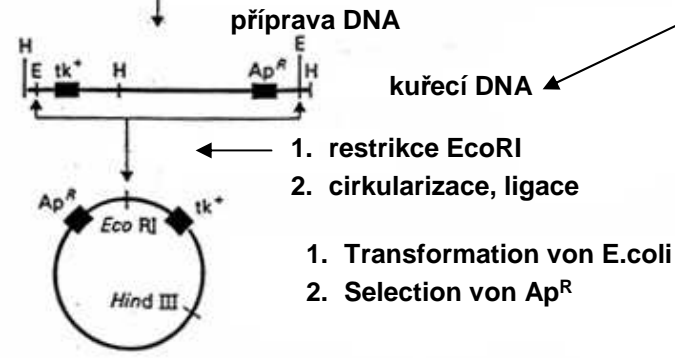 příprava DNA
H E
E tk⁺ H Apᴿ H
kuřecí DNA
1. restrikce EcoRI
2. cirkularizace, ligace
Apᴿ tk⁺
Eco RI
Hind III
1. Transformation von E.coli
2. Selection von Apᴿ